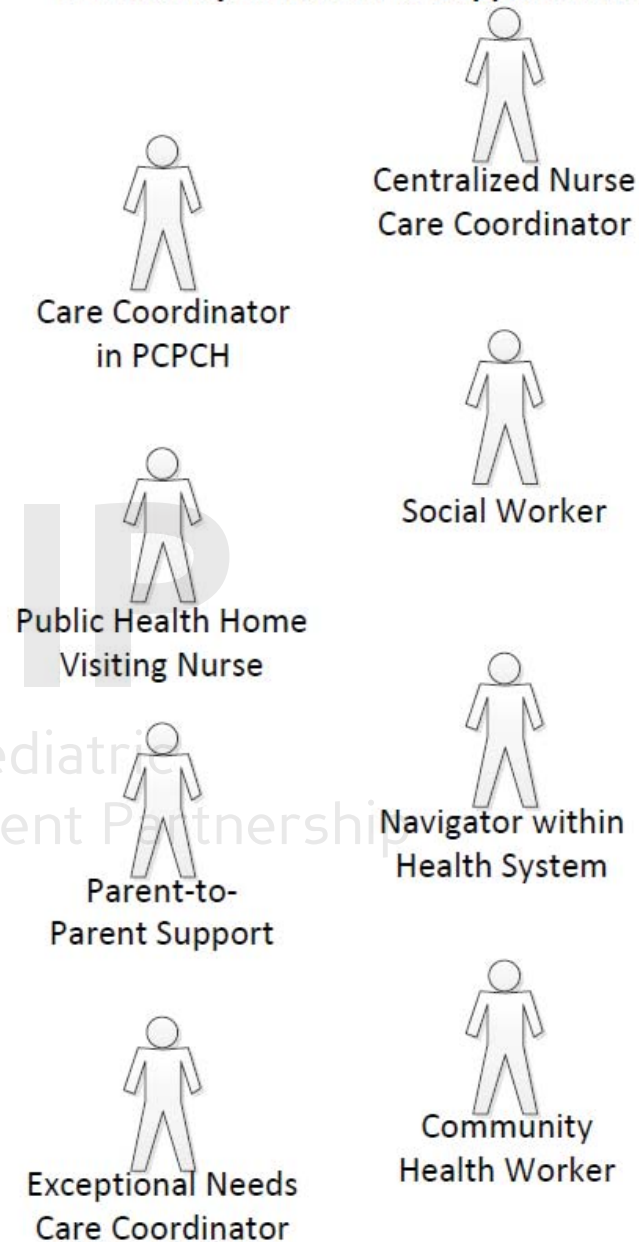 Centralized Nurse
Care Coordinator
Care Coordinator
in PCPCH
Social Worker
Public Health Home
Visiting Nurse
Navigator within
Health System
Parent-to-
Parent Support
Community
Health Worker
Exceptional Needs
Care Coordinator
IP
ediatric
ent Partnership